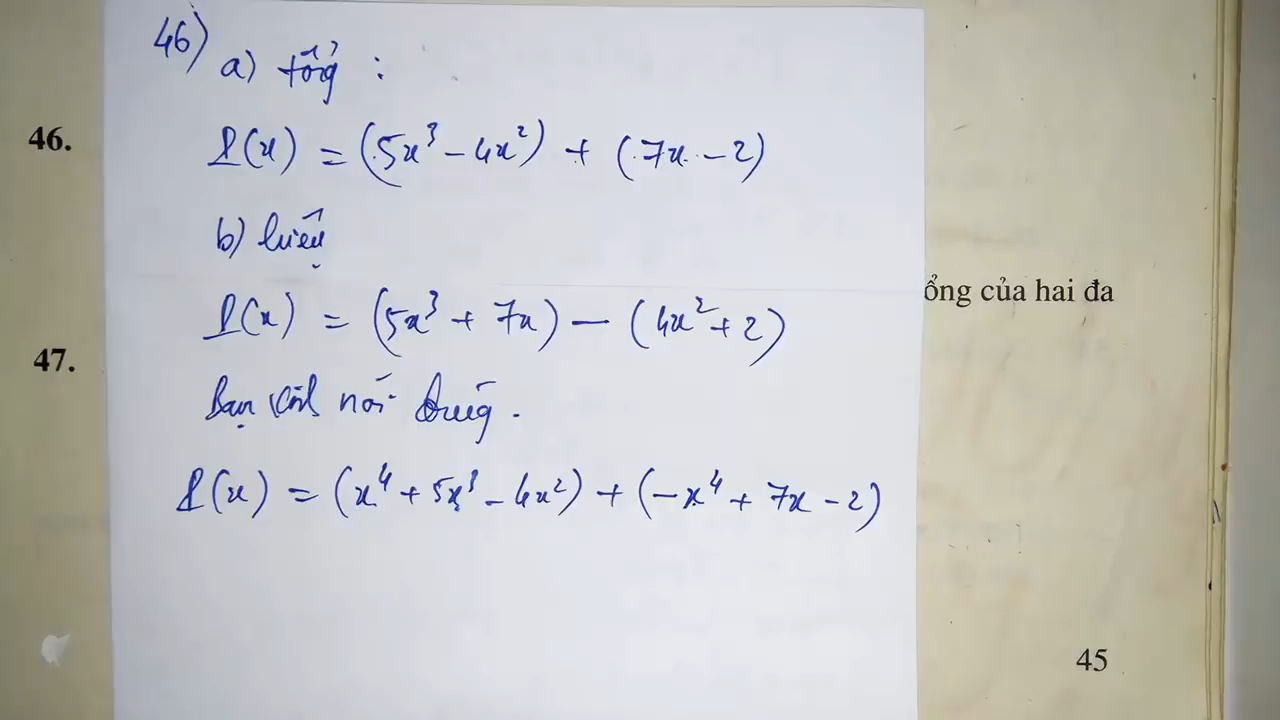 46)
a) tổng :
46.
P(x) = (5x³ - 4x²) + (7x - 2)
b) hiệu
ổng của hai đa
P(x) = (5x³ + 7x) - (4x² + 2)
47.
Bạn Vinh nói đúng.
P(x) = (x⁴ + 5x³ - 4x²) + (-x⁴ + 7x - 2)
45